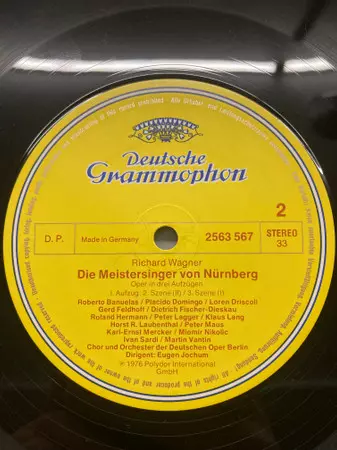 Deutsche
Grammophon
2
D. P.
Made in Germany
2563 567
STEREO
33
Richard Wagner
Die Meistersinger von Nürnberg
Oper in drei Aufzügen
1. Aufzug: 2. Szene (II) / 3. Szene (I)
Roberto Banuelas / Placido Domingo / Loren Driscoll
Gerd Feldhoff / Dietrich Fischer-Dieskau
Roland Hermann / Peter Lagger / Klaus Lang
Horst R. Laubenthal / Peter Maus
Karl-Ernst Mercker / Miomir Nikolic
Ivan Sardi / Martin Vantin
Chor und Orchester der Deutschen Oper Berlin
Dirigent: Eugen Jochum
℗ 1976 Polydor International
GmbH